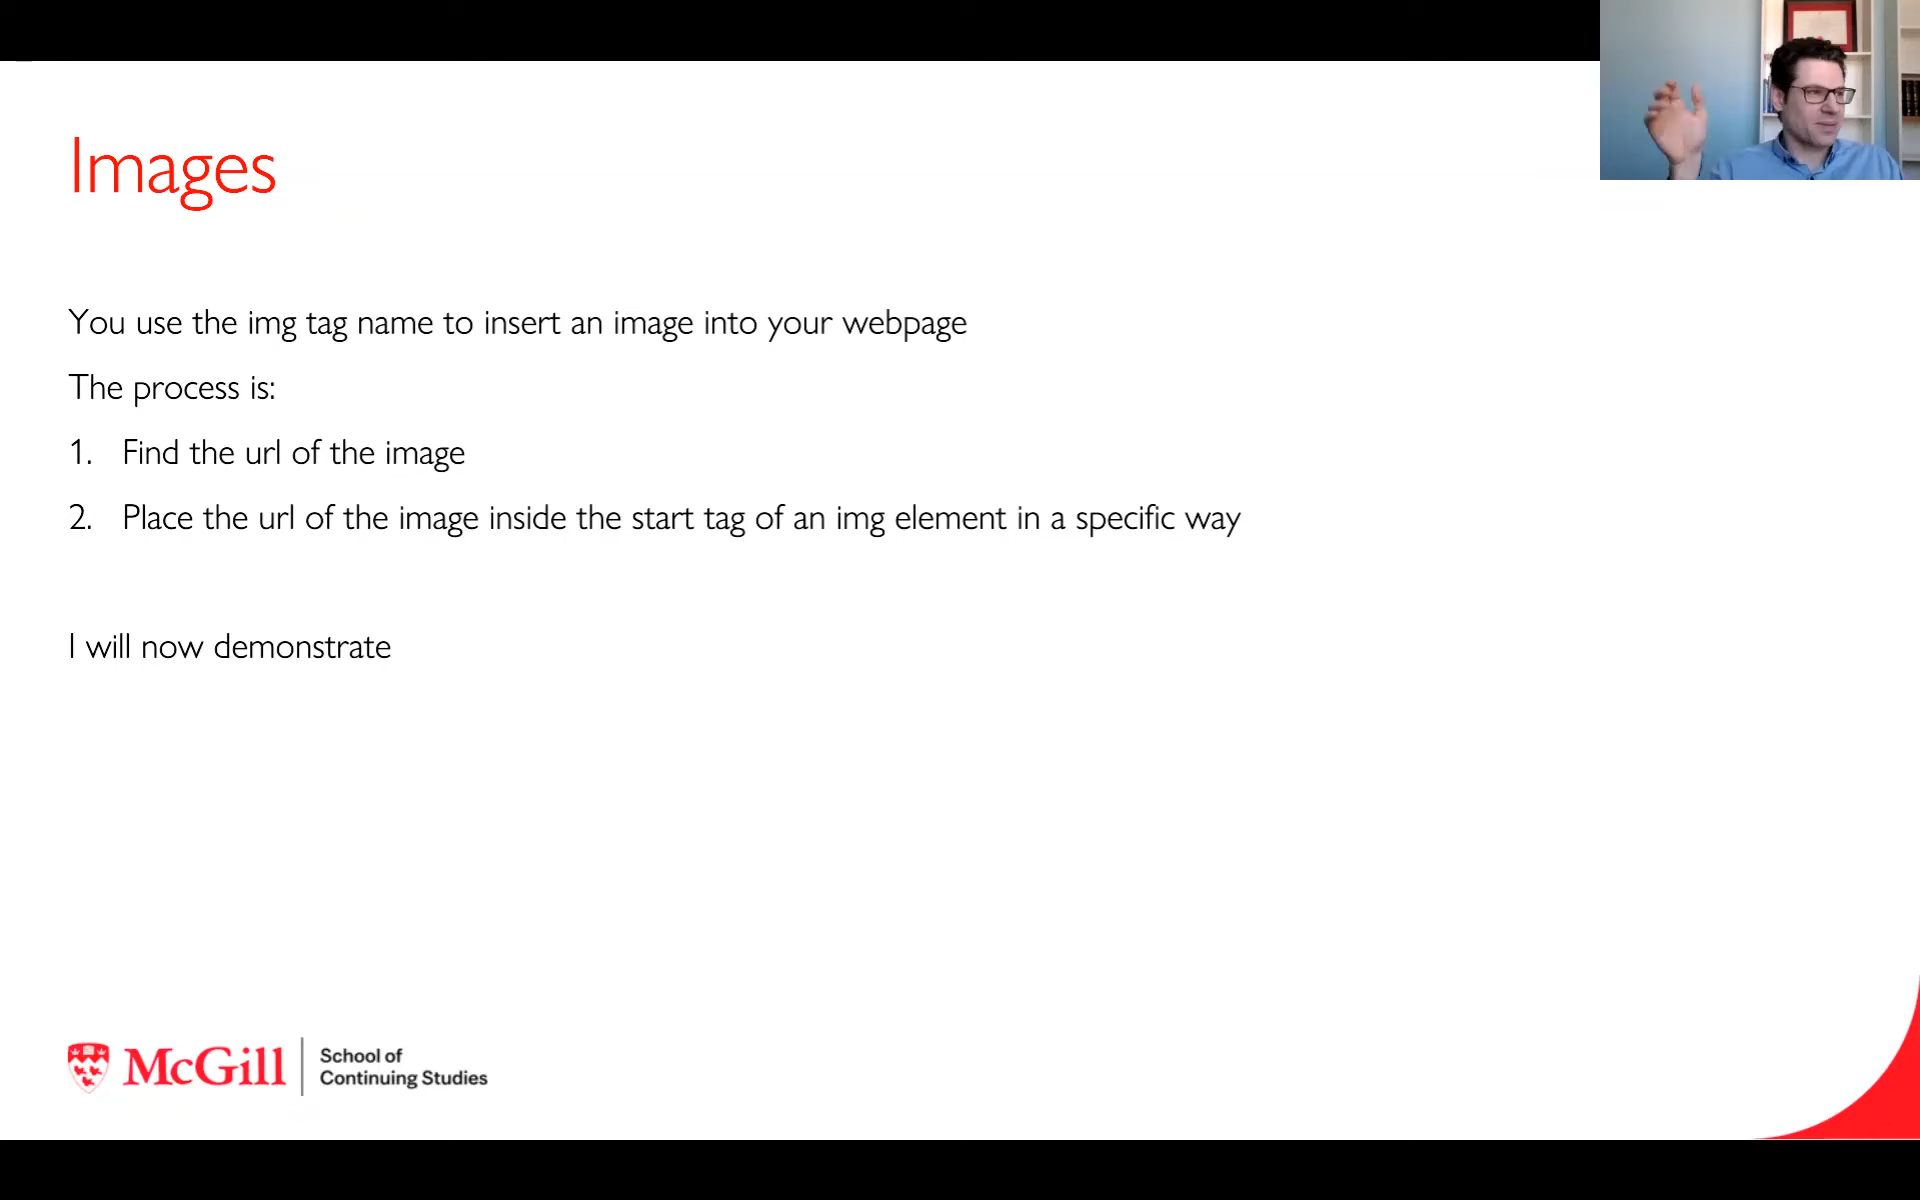 Images
You use the img tag name to insert an image into your webpage
The process is:
1. Find the url of the image
2. Place the url of the image inside the start tag of an img element in a specific way
I will now demonstrate
McGill
School of
Continuing Studies